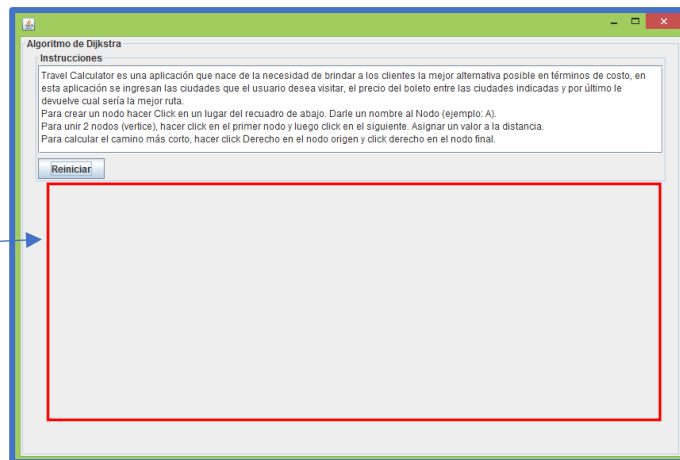 Algoritmo de Dijkstra
Instrucciones
Travel Calculator es una aplicación que nace de la necesidad de brindar a los clientes la mejor alternativa posible en términos de costo, en
esta aplicación se ingresan las ciudades que el usuario desea visitar, el precio del boleto entre las ciudades indicadas y por último le
devuelve cual sería la mejor ruta.
Para crear un nodo hacer Click en un lugar del recuadro de abajo. Darle un nombre al Nodo (ejemplo: A).
Para unir 2 nodos (vertice), hacer click en el primer nodo y luego click en el siguiente. Asignar un valor a la distancia.
Para calcular el camino más corto, hacer click Derecho en el nodo origen y click derecho en el nodo final.
Reiniciar